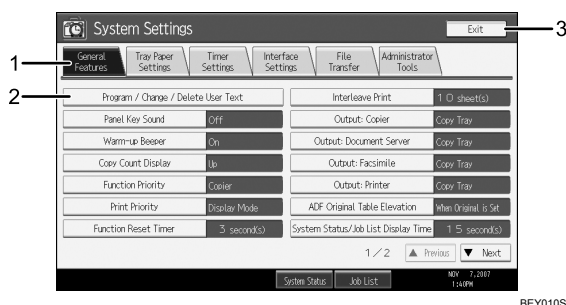 System Settings
Exit
3
1
General Features
Tray Paper Settings
Timer Settings
Interface Settings
File Transfer
Administrator Tools
2
Program / Change / Delete User Text
Interleave Print
10 sheet(s)
Panel Key Sound
Off
Output: Copier
Copy Tray
Warm-up Beeper
On
Output: Document Server
Copy Tray
Copy Count Display
Up
Output: Facsimile
Copy Tray
Function Priority
Copier
Output: Printer
Copy Tray
Print Priority
Display Mode
ADF Original Table Elevation
When Original is Set
Function Reset Timer
3 second(s)
System Status/Job List Display Time
15 second(s)
1/2
▲ Previous
▼ Next
System Status
Job List
NOV 7,2007
1:40PM
BEY010S